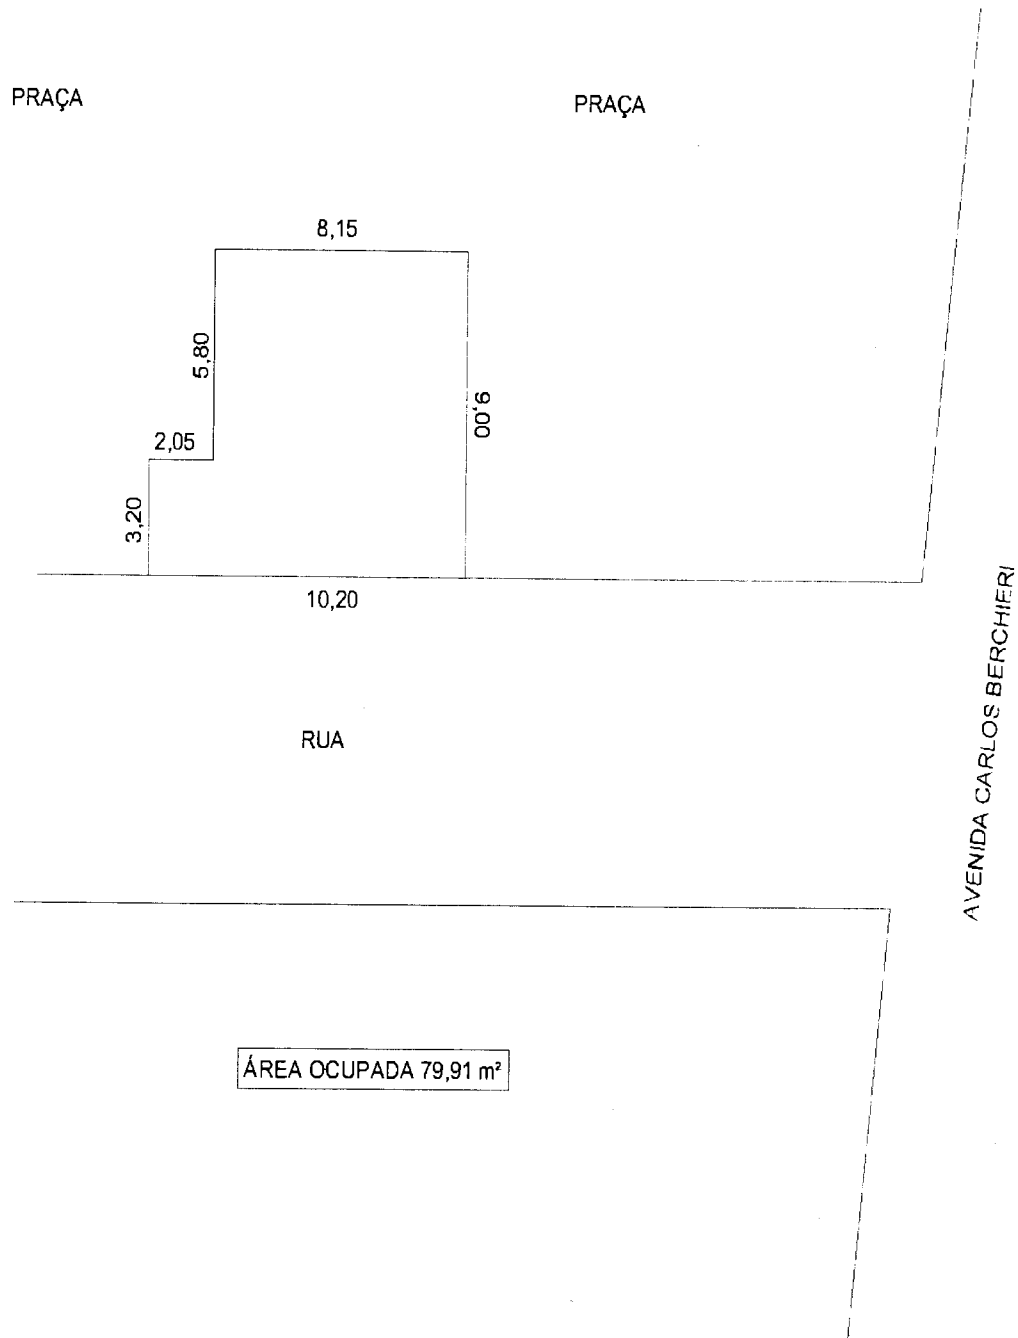 PRAÇA
PRAÇA
8,15
5,80
9,00
2,05
3,20
10,20
RUA
AVENIDA CARLOS BERCHIERI
ÁREA OCUPADA 79,91 m²